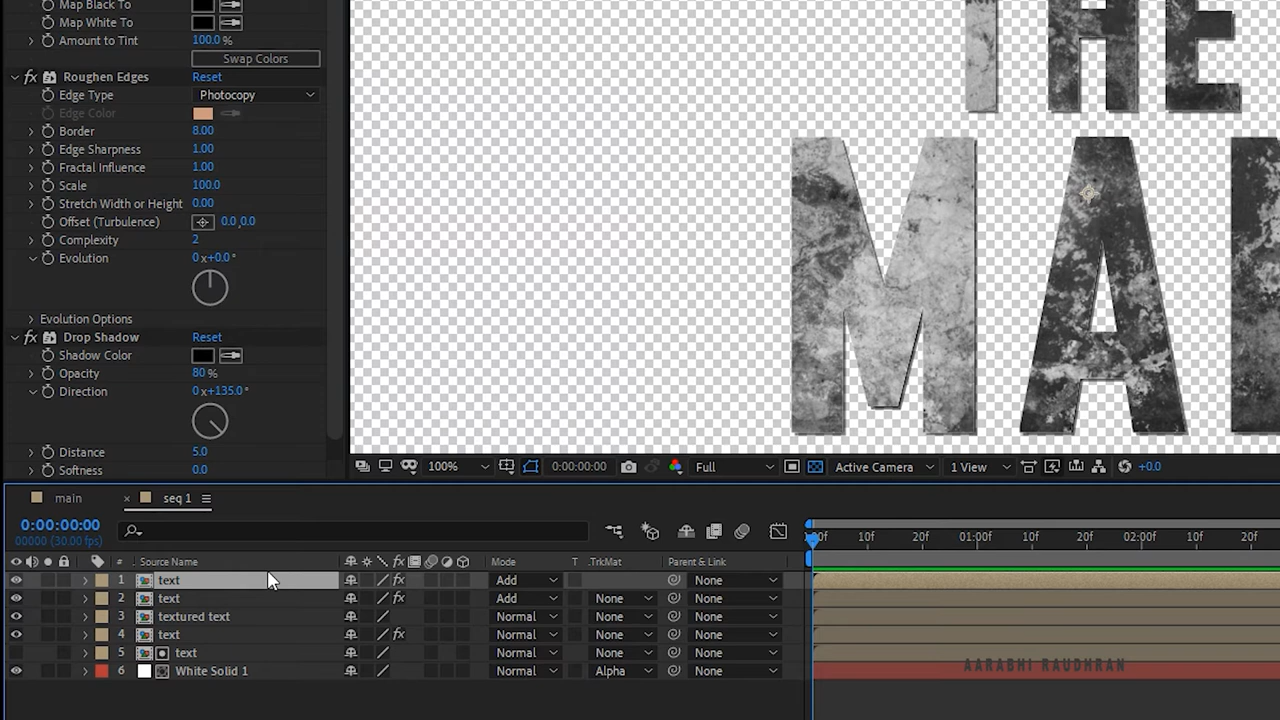 Map Black To
Map White To
Amount to Tint 100.0 %
Swap Colors
fx Roughen Edges Reset
Edge Type Photocopy
Edge Color
Border 8.00
Edge Sharpness 1.00
Fractal Influence 1.00
Scale 100.0
Stretch Width or Height 0.00
Offset (Turbulence) 0.0,0.0
Complexity 2
Evolution 0 x+0.0 °
Evolution Options
fx Drop Shadow Reset
Shadow Color
Opacity 80 %
Direction 0 x+135.0 °
Distance 5.0
Softness 0.0
THE
MA
100% 0:00:00:00 Full Active Camera 1 View +0.0
main × seq 1
0:00:00:00
00000 (30.00 fps)
:00f 10f 20f 01:00f 10f 20f 02:00f 10f 20f
# Source Name fx Mode T .TrkMat Parent & Link
1 text fx Add None
2 text fx Add None None
3 textured text Normal None None
4 text fx Normal None None
5 text Normal None None
6 White Solid 1 Normal Alpha None
AARABHI RAUDHRAN